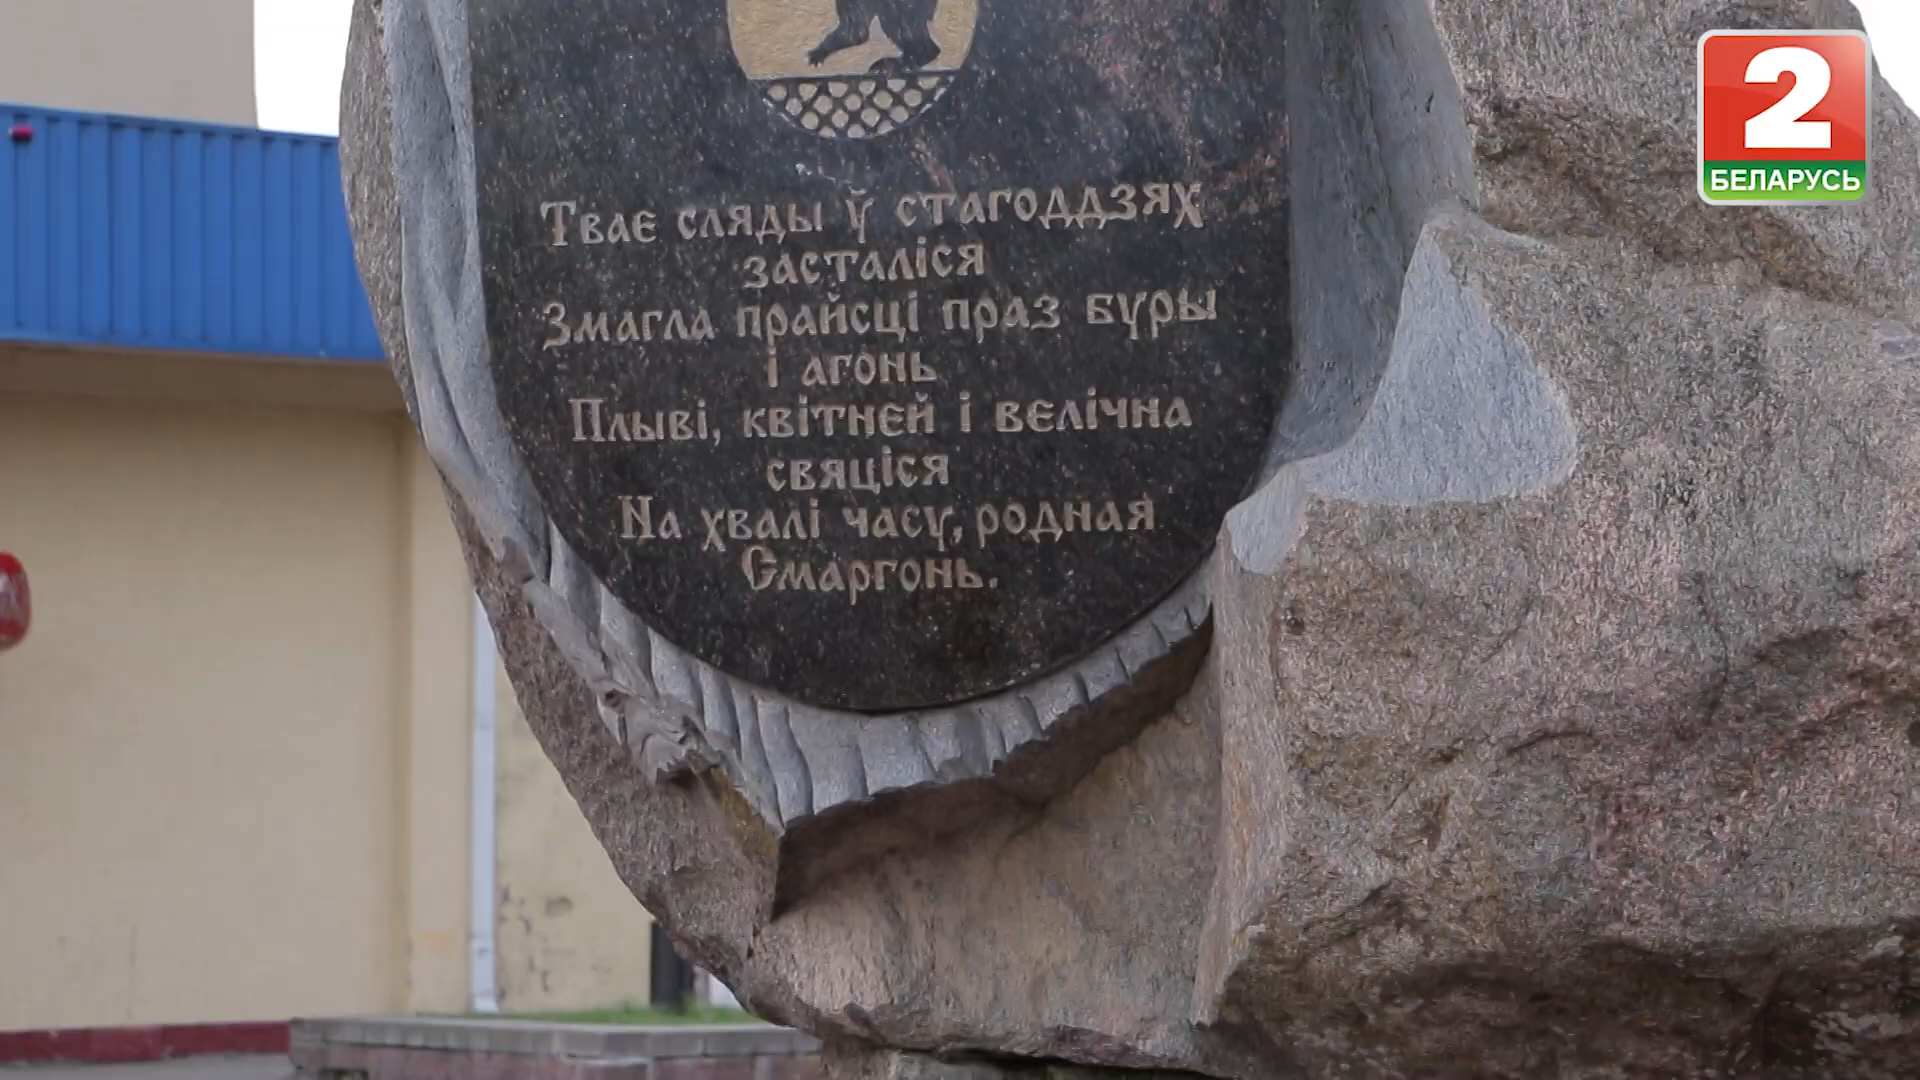 2
БЕЛАРУСЬ
Твае сляды ў стагоддзях
засталіся
Змагла прайсці праз буры
і агонь
Плыві, квітней і велічна
свяціся
На хвалі часу, родная
Смаргонь.